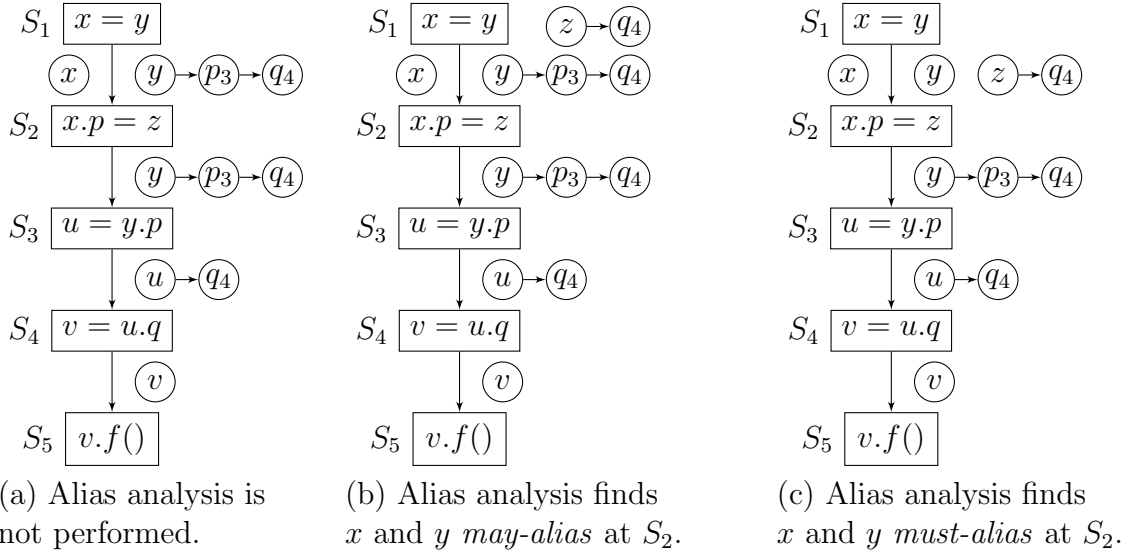 S1 x = y
x y p3 q4
S2 x.p = z
y p3 q4
S3 u = y.p
u q4
S4 v = u.q
v
S5 v.f()
(a) Alias analysis is
not performed.
S1 x = y z q4
x y p3 q4
S2 x.p = z
y p3 q4
S3 u = y.p
u q4
S4 v = u.q
v
S5 v.f()
(b) Alias analysis finds
x and y may-alias at S2.
S1 x = y
x y z q4
S2 x.p = z
y p3 q4
S3 u = y.p
u q4
S4 v = u.q
v
S5 v.f()
(c) Alias analysis finds
x and y must-alias at S2.